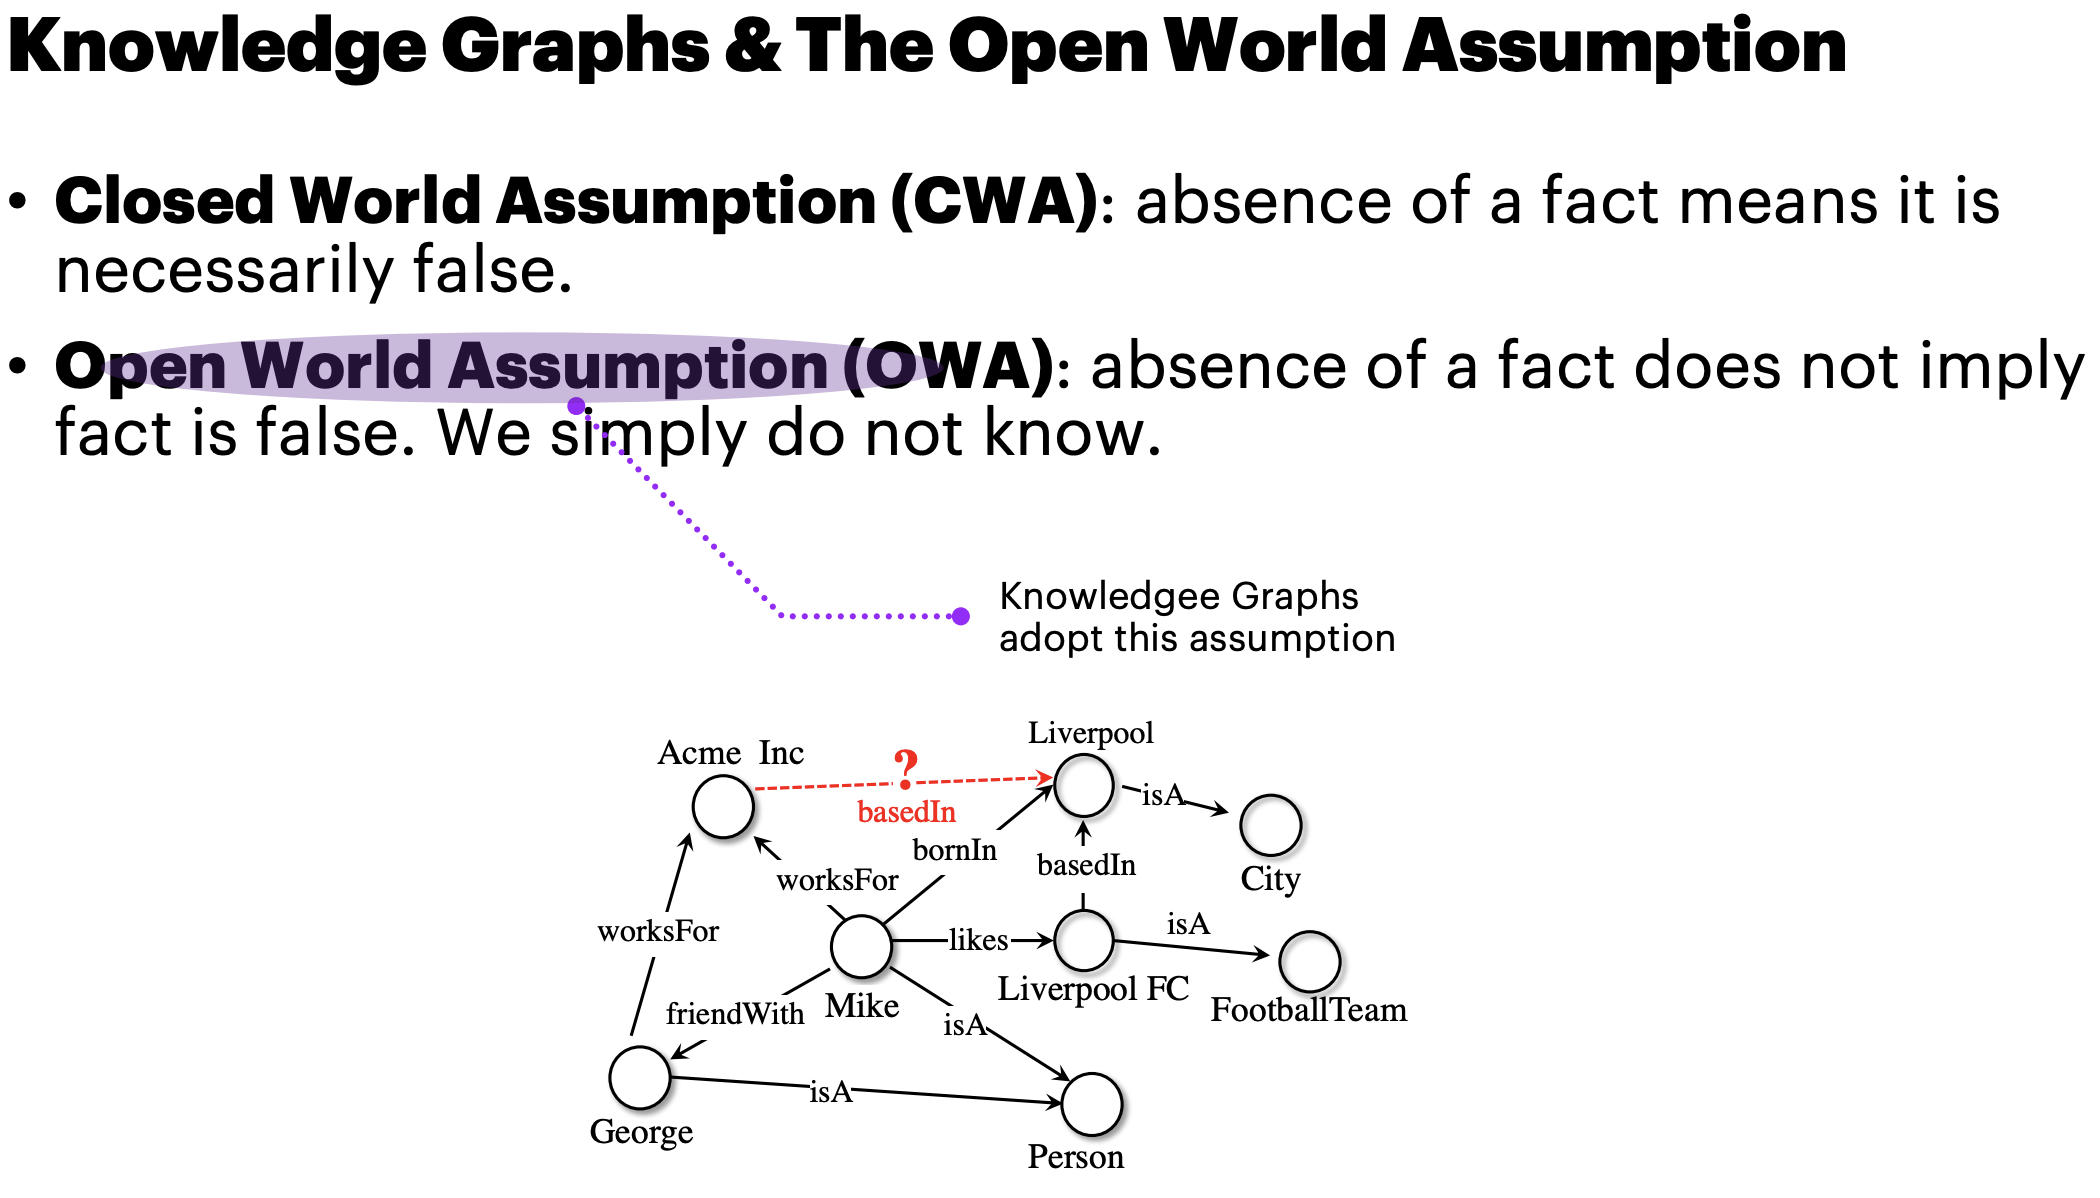 Knowledge Graphs & The Open World Assumption
• Closed World Assumption (CWA): absence of a fact means it is
necessarily false.
• Open World Assumption (OWA): absence of a fact does not imply
fact is false. We simply do not know.
Knowledgee Graphs
adopt this assumption
Liverpool
Acme Inc
?
isA
basedIn
bornIn
basedIn
City
worksFor
isA
worksFor
likes
Liverpool FC
Mike
FootballTeam
friendWith
isA
isA
George
Person